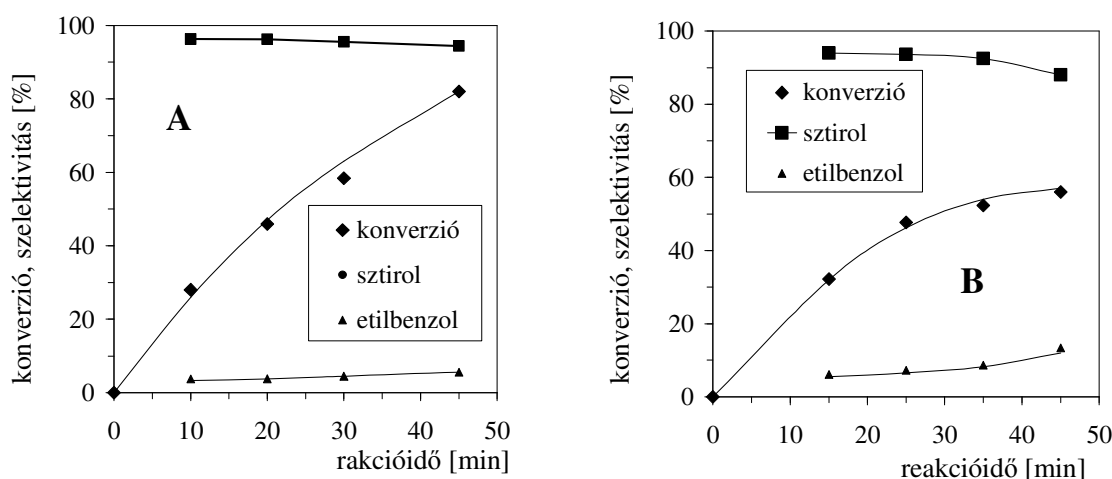 konverzió, szelektivitás [%]
100
80
60
40
20
0
A
konverzió
sztirol
etilbenzol
0 10 20 30 40 50
rakcióidő [min]
konverzió, szelektivitás [%]
100
80
60
40
20
0
konverzió
sztirol
etilbenzol
B
0 10 20 30 40 50
reakcióidő [min]